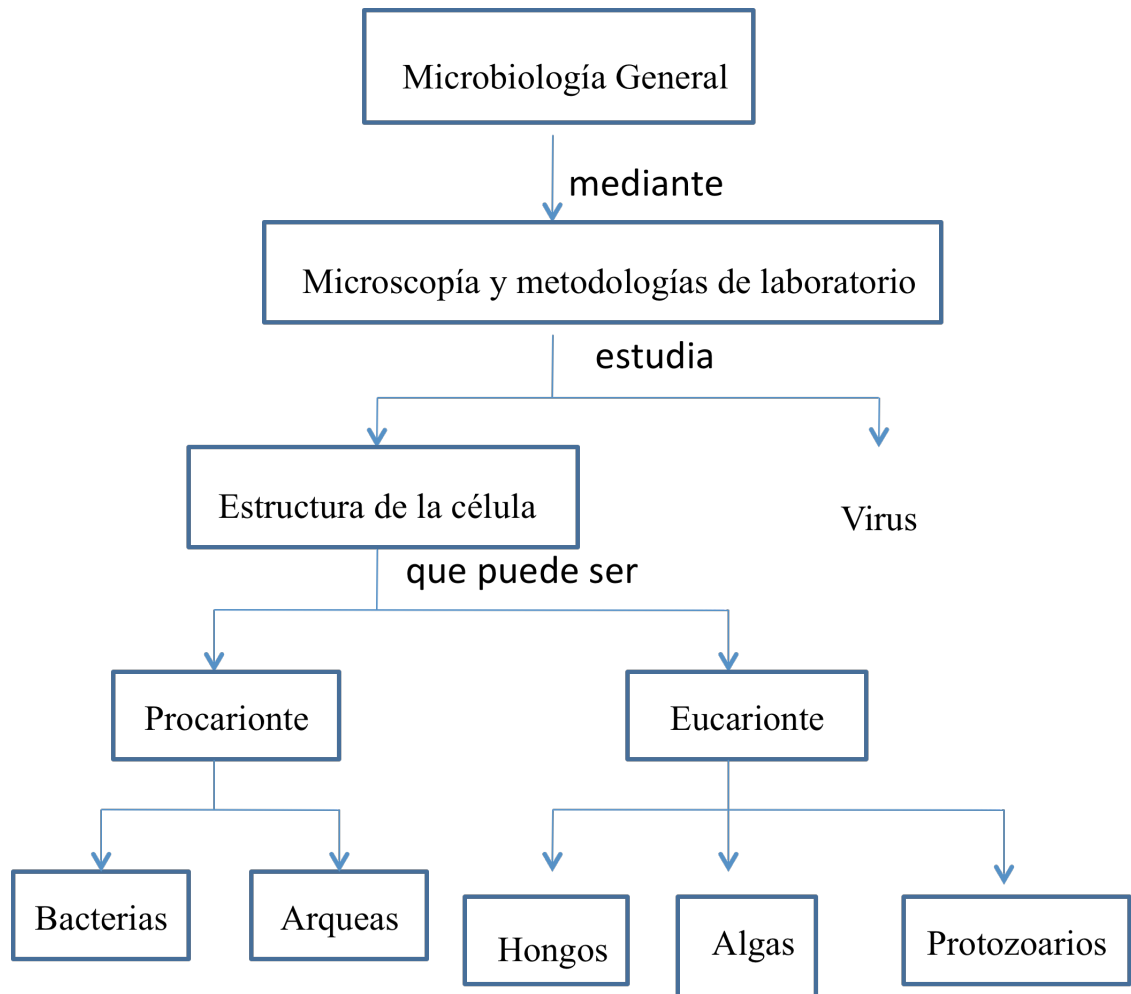 Microbiología General
mediante
Microscopía y metodologías de laboratorio
estudia
Estructura de la célula
Virus
que puede ser
Procarionte
Eucarionte
Bacterias
Arqueas
Hongos
Algas
Protozoarios